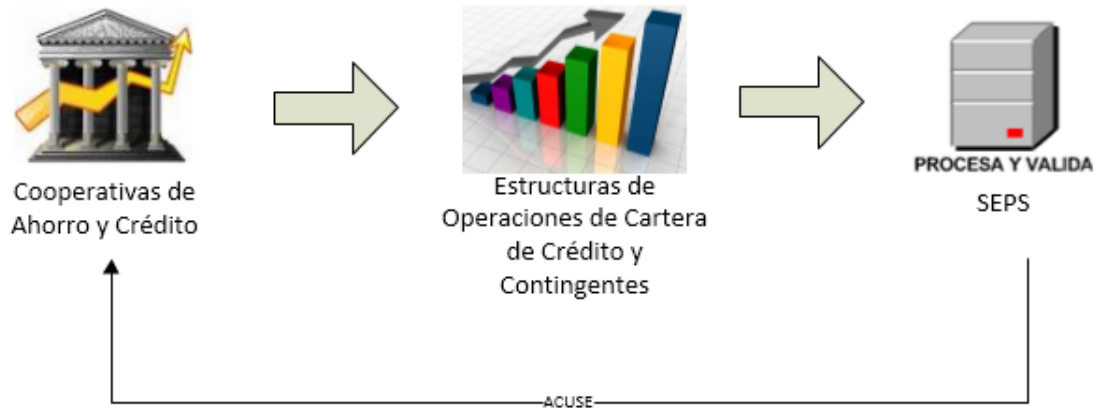 Cooperativas de
Ahorro y Crédito
Estructuras de
Operaciones de Cartera
de Crédito y
Contingentes
PROCESA Y VALIDA
SEPS
ACUSE